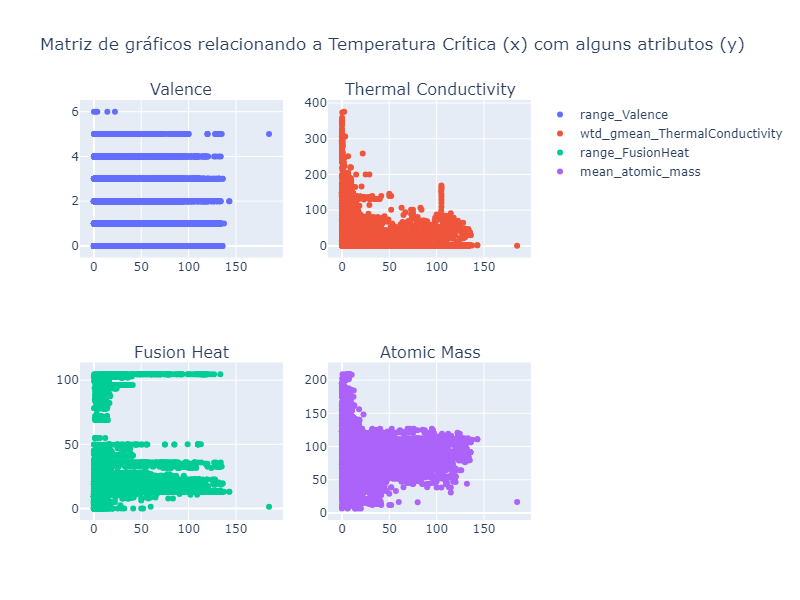 Matriz de gráficos relacionando a Temperatura Crítica (x) com alguns atributos (y)
Valence
6
4
2
0
0 50 100 150
Thermal Conductivity
400
300
200
100
0
0 50 100 150
range_Valence
wtd_gmean_ThermalConductivity
range_FusionHeat
mean_atomic_mass
Fusion Heat
100
50
0
0 50 100 150
Atomic Mass
200
150
100
50
0
0 50 100 150